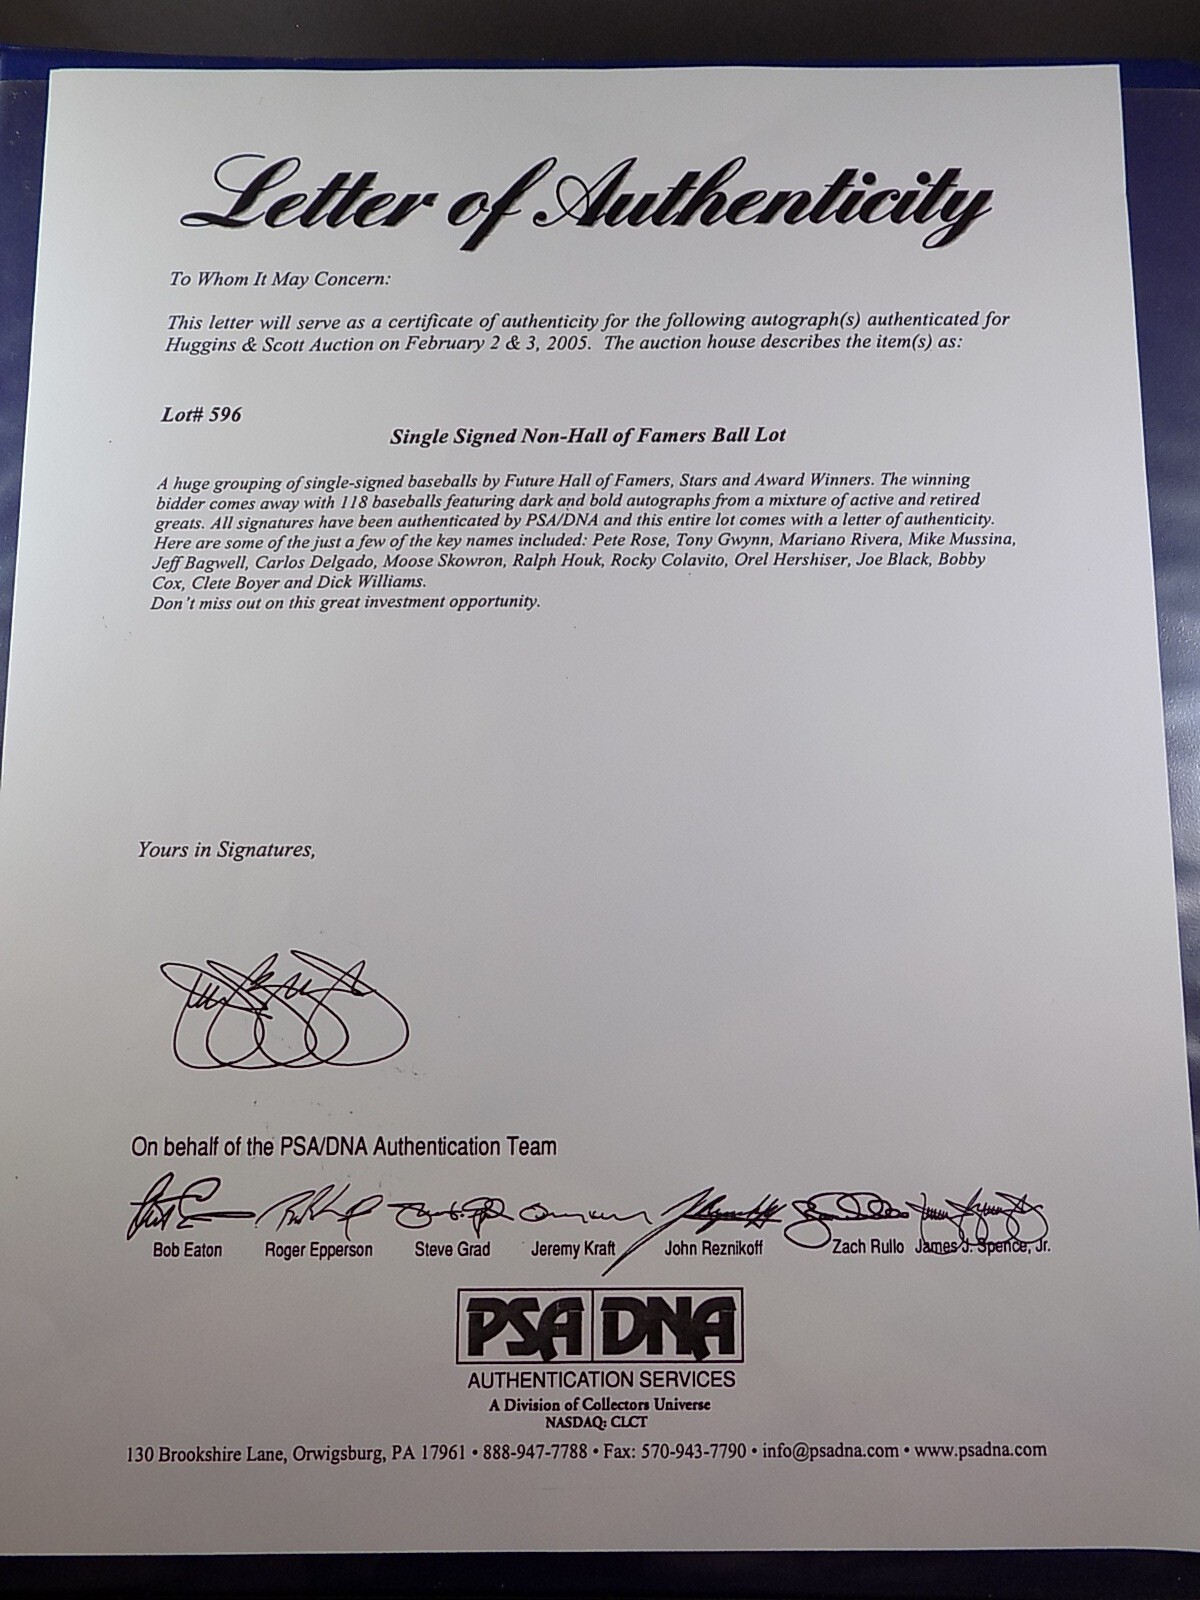 Letter of Authenticity
To Whom It May Concern:
This letter will serve as a certificate of authenticity for the following autograph(s) authenticated for
Huggins & Scott Auction on February 2 & 3, 2005. The auction house describes the item(s) as:
Lot# 596
Single Signed Non-Hall of Famers Ball Lot
A huge grouping of single-signed baseballs by Future Hall of Famers, Stars and Award Winners. The winning
bidder comes away with 118 baseballs featuring dark and bold autographs from a mixture of active and retired
greats. All signatures have been authenticated by PSA/DNA and this entire lot comes with a letter of authenticity.
Here are some of the just a few of the key names included: Pete Rose, Tony Gwynn, Mariano Rivera, Mike Mussina,
Jeff Bagwell, Carlos Delgado, Moose Skowron, Ralph Houk, Rocky Colavito, Orel Hershiser, Joe Black, Bobby
Cox, Clete Boyer and Dick Williams.
Don't miss out on this great investment opportunity.
Yours in Signatures,
On behalf of the PSA/DNA Authentication Team
Bob Eaton Roger Epperson Steve Grad Jeremy Kraft John Reznikoff Zach Rullo James J. Spence, Jr.
PSA DNA
AUTHENTICATION SERVICES
A Division of Collectors Universe
NASDAQ: CLCT
130 Brookshire Lane, Orwigsburg, PA 17961 • 888-947-7788 • Fax: 570-943-7790 • info@psadna.com • www.psadna.com